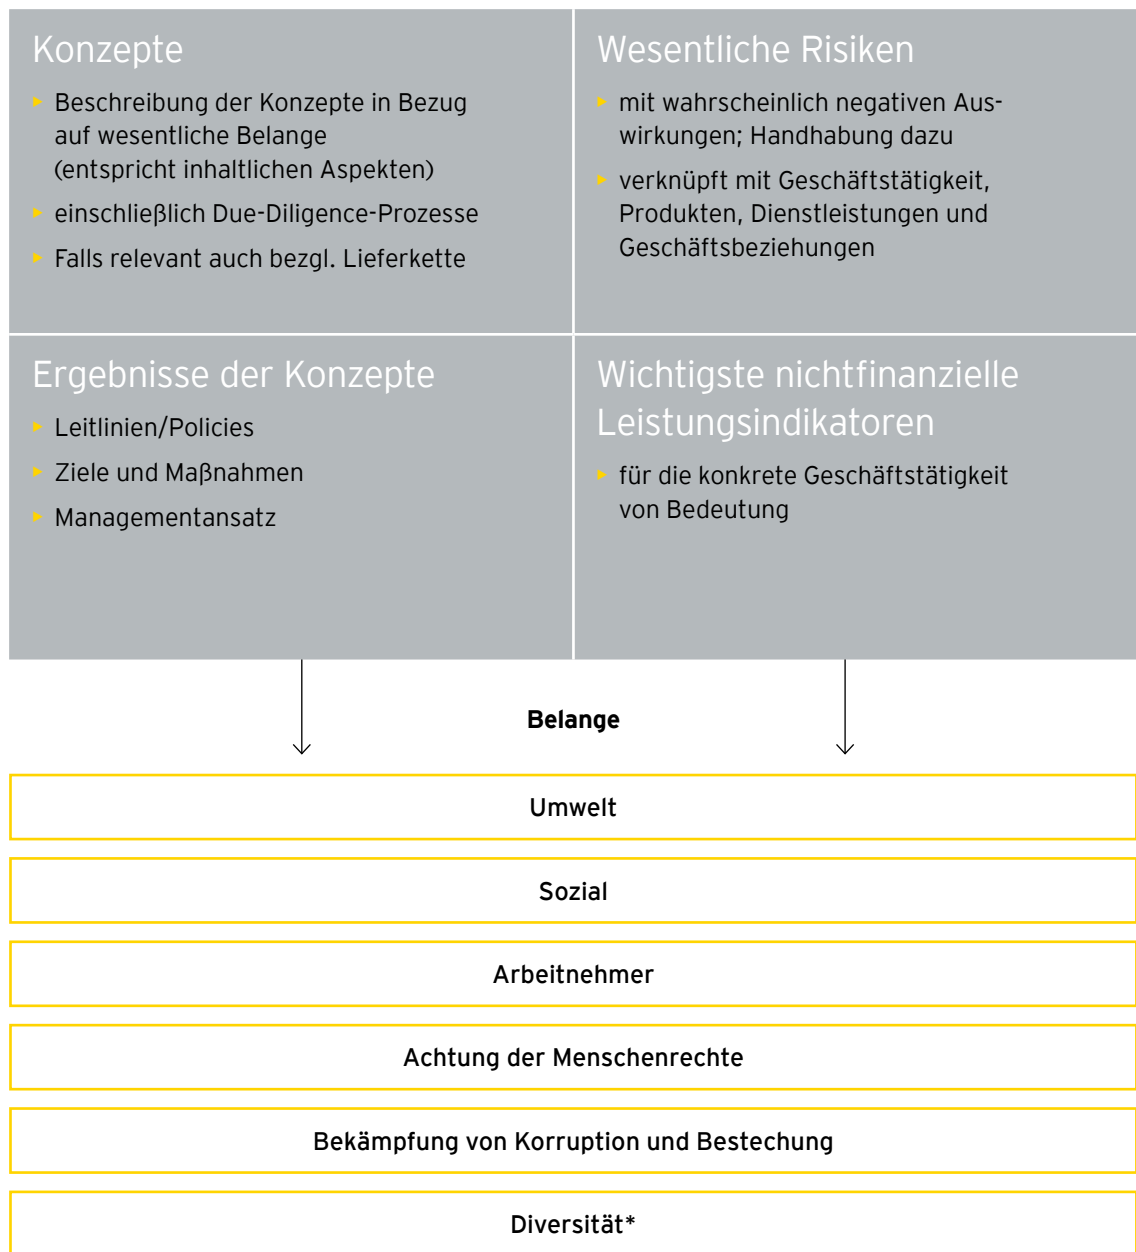 Konzepte
▸ Beschreibung der Konzepte in Bezug
auf wesentliche Belange
(entspricht inhaltlichen Aspekten)
▸ einschließlich Due-Diligence-Prozesse
▸ Falls relevant auch bezgl. Lieferkette
Wesentliche Risiken
▸ mit wahrscheinlich negativen Aus-
wirkungen; Handhabung dazu
▸ verknüpft mit Geschäftstätigkeit,
Produkten, Dienstleistungen und
Geschäftsbeziehungen
Ergebnisse der Konzepte
▸ Leitlinien/Policies
▸ Ziele und Maßnahmen
▸ Managementansatz
Wichtigste nichtfinanzielle
Leistungsindikatoren
▸ für die konkrete Geschäftstätigkeit
von Bedeutung
Belange
Umwelt
Sozial
Arbeitnehmer
Achtung der Menschenrechte
Bekämpfung von Korruption und Bestechung
Diversität*